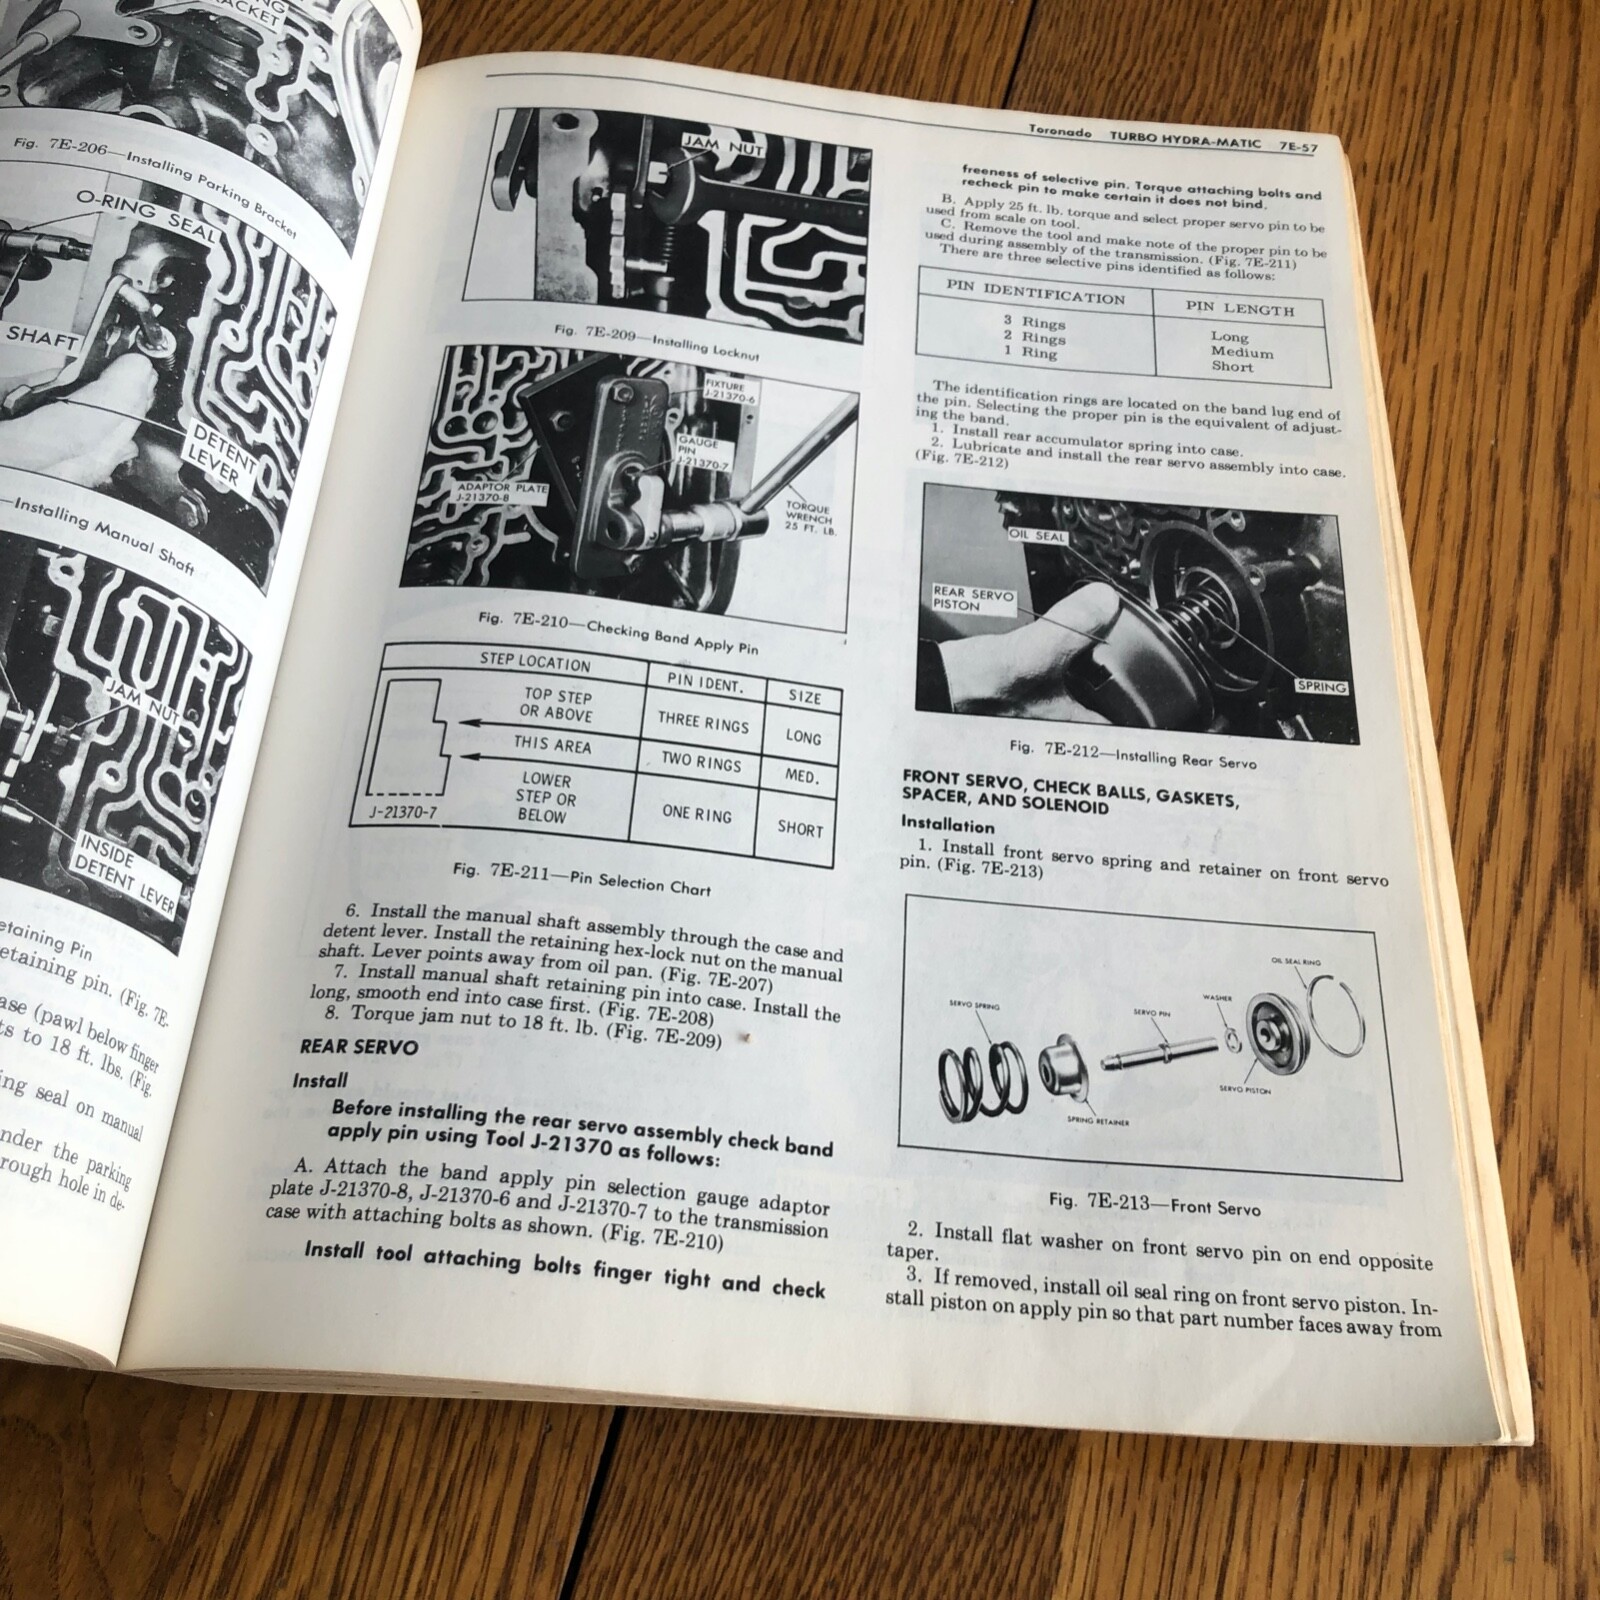 ACKET
Fig. 7E-206—Installing Parking Bracket
O-RING SEAL
SHAFT
DETENT
LEVER
—Installing Manual Shaft
JAM NUT
INSIDE
DETENT LEVER
etaining Pin
etaining pin. (Fig. 7E-
ase (pawl below finger
ts to 18 ft. lbs. (Fig.
ing seal on manual
nder the parking
rough hole in de-
Toronado TURBO HYDRA-MATIC 7E-57
JAM NUT
Fig. 7E-209—Installing Locknut
FIXTURE
J-21370-6
GAUGE
PIN
J-21370-7
ADAPTOR PLATE
J-21370-8
TORQUE
WRENCH
25 FT. LB.
Fig. 7E-210—Checking Band Apply Pin
STEP LOCATION PIN IDENT. SIZE
TOP STEP
OR ABOVE THREE RINGS LONG
THIS AREA TWO RINGS MED.
LOWER
STEP OR
BELOW ONE RING SHORT
J-21370-7
Fig. 7E-211—Pin Selection Chart
6. Install the manual shaft assembly through the case and
detent lever. Install the retaining hex-lock nut on the manual
shaft. Lever points away from oil pan. (Fig. 7E-207)
7. Install manual shaft retaining pin into case. Install the
long, smooth end into case first. (Fig. 7E-208)
8. Torque jam nut to 18 ft. lb. (Fig. 7E-209)
REAR SERVO
Install
Before installing the rear servo assembly check band
apply pin using Tool J-21370 as follows:
A. Attach the band apply pin selection gauge adaptor
plate J-21370-8, J-21370-6 and J-21370-7 to the transmission
case with attaching bolts as shown. (Fig. 7E-210)
Install tool attaching bolts finger tight and check
freeness of selective pin. Torque attaching bolts and
recheck pin to make certain it does not bind.
B. Apply 25 ft. lb. torque and select proper servo pin to be
used from scale on tool.
C. Remove the tool and make note of the proper pin to be
used during assembly of the transmission. (Fig. 7E-211)
There are three selective pins identified as follows:
PIN IDENTIFICATION PIN LENGTH
3 Rings Long
2 Rings Medium
1 Ring Short
The identification rings are located on the band lug end of
the pin. Selecting the proper pin is the equivalent of adjust-
ing the band.
1. Install rear accumulator spring into case.
2. Lubricate and install the rear servo assembly into case.
(Fig. 7E-212)
OIL SEAL
REAR SERVO
PISTON
SPRING
Fig. 7E-212—Installing Rear Servo
FRONT SERVO, CHECK BALLS, GASKETS,
SPACER, AND SOLENOID
Installation
1. Install front servo spring and retainer on front servo
pin. (Fig. 7E-213)
OIL SEAL RING
WASHER
SERVO SPRING
SERVO PIN
SERVO PISTON
SPRING RETAINER
Fig. 7E-213—Front Servo
2. Install flat washer on front servo pin on end opposite
taper.
3. If removed, install oil seal ring on front servo piston. In-
stall piston on apply pin so that part number faces away from